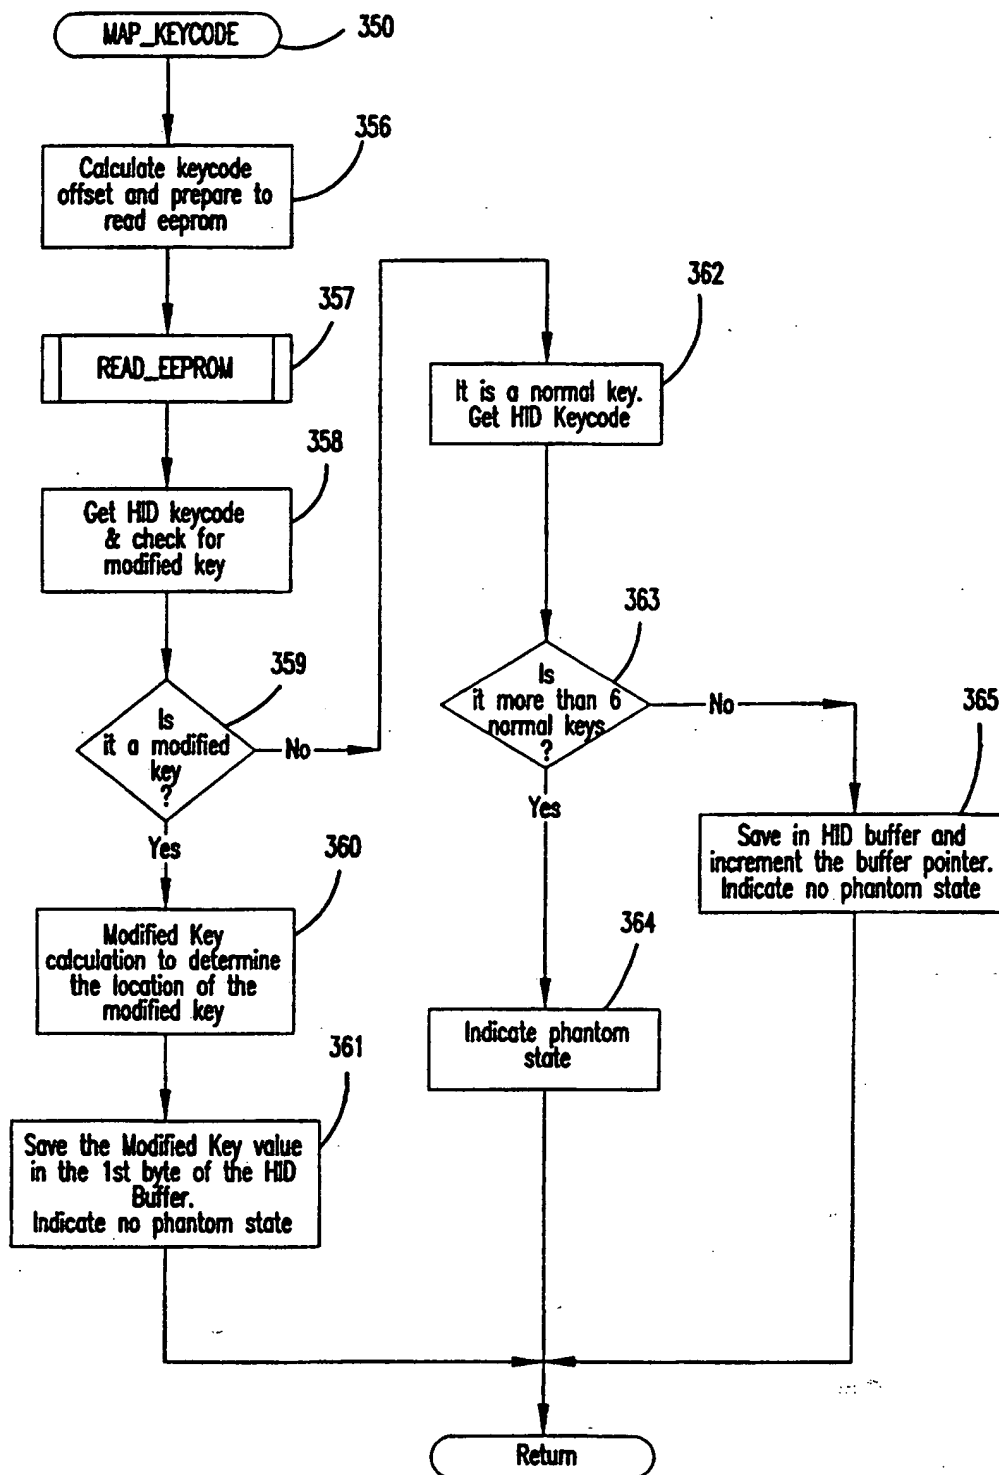 MAP_KEYCODE
350
356
Calculate keycode
offset and prepare to
read eeprom
357
READ_EEPROM
358
Get HID keycode
& check for
modified key
359
Is
it a modified
key
?
No
Yes
360
Modified Key
calculation to determine
the location of the
modified key
361
Save the Modified Key value
in the 1st byte of the HID
Buffer.
Indicate no phantom state
362
It is a normal key.
Get HID Keycode
363
Is
it more than 6
normal keys
?
No
Yes
364
Indicate phantom
state
365
Save in HID buffer and
increment the buffer pointer.
Indicate no phantom state
Return